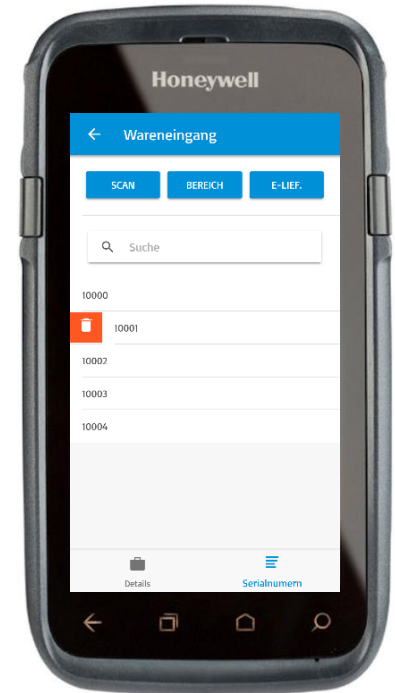 Honeywell
Wareneingang
SCAN BEREICH E-LIEF.
Suche
10000
10001
10002
10003
10004
Details Serialnumern